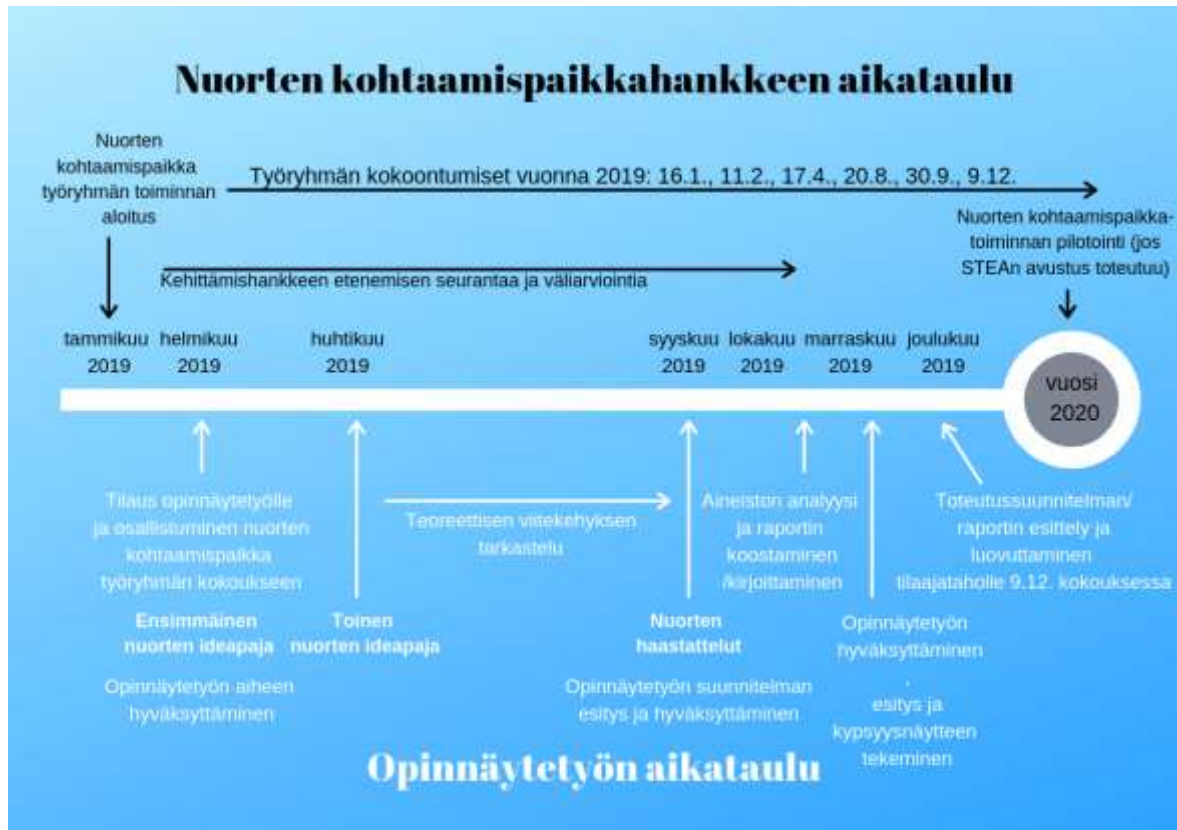 Nuorten kohtaamispaikkahankkeen aikataulu
Nuorten
kohtaamispaikka
työryhmän toiminnan
aloitus
Työryhmän kokoontumiset vuonna 2019: 16.1., 11.2., 17.4., 20.8., 30.9., 9.12.
Nuorten kohtaamispaikka-
toiminnan pilotointi (jos
STEAn avustus toteutuu)
Kehittämishankkeen etenemisen seurantaa ja väliarviointia
tammikuu
2019
helmikuu
2019
huhtikuu
2019
syyskuu
2019
lokakuu
2019
marraskuu
2019
joulukuu
2019
vuosi
2020
Tilaus opinnäytetyölle
ja osallistuminen nuorten
kohtaamispaikka
työryhmän kokoukseen
Ensimmäinen
nuorten ideapaja
Opinnäytetyön aiheen
hyväksyttäminen
Toinen
nuorten ideapaja
Teoreettisen viitekehyksen
tarkastelu
Nuorten
haastattelut
Opinnäytetyön suunnitelman
esitys ja hyväksyttäminen
Aineiston analyysi
ja raportin
koostaminen
/kirjoittaminen
Opinnäytetyön
hyväksyttäminen
,
esitys ja
kypsyysnäytteen
tekeminen
Toteutussuunnitelman/
raportin esittely ja
luovuttaminen
tilaajataholle 9.12. kokouksessa
Opinnäytetyön aikataulu